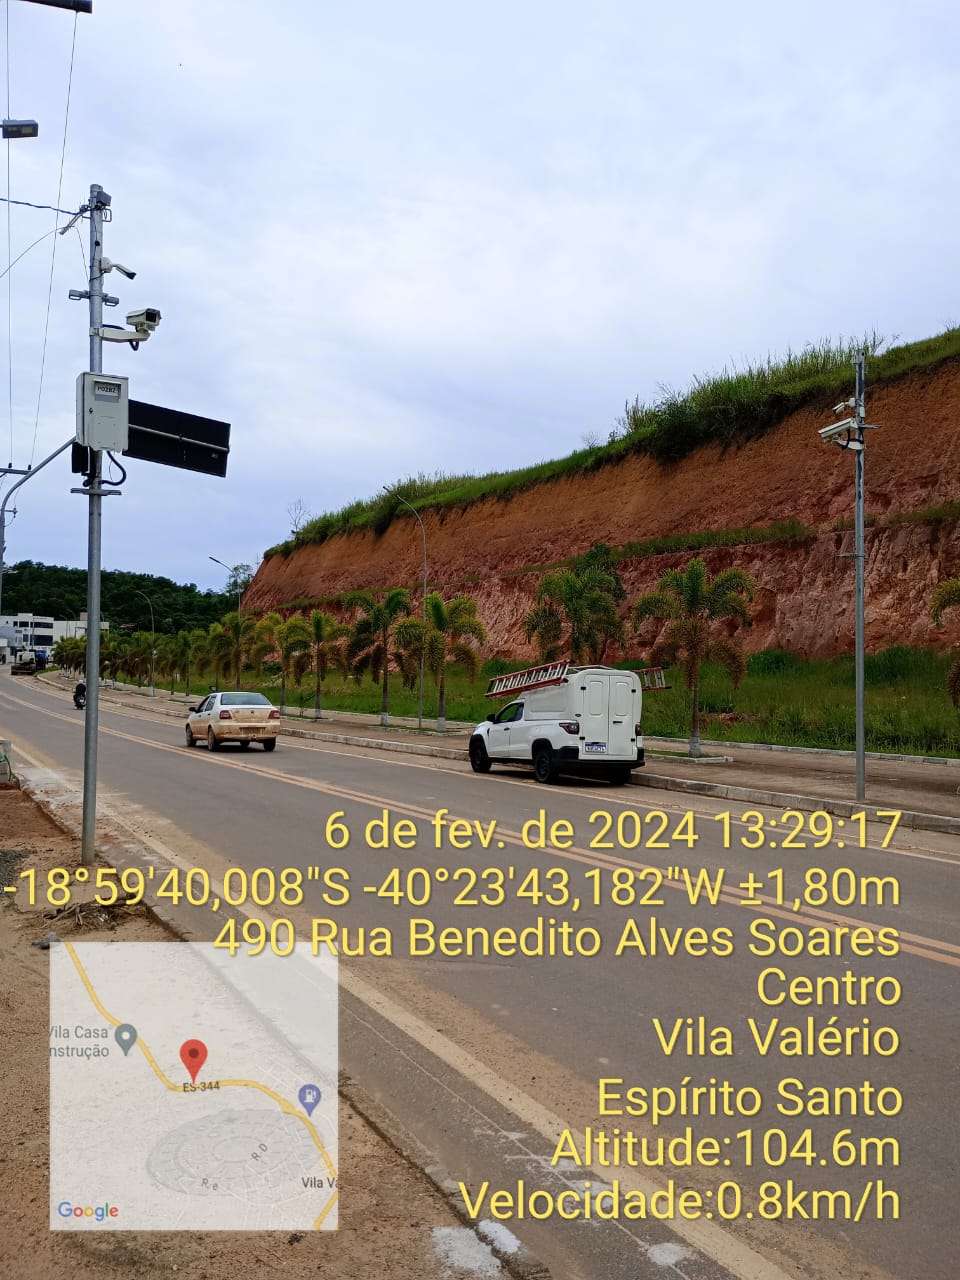 6 de fev. de 2024 13:29:17
-18°59'40,008"S -40°23'43,182"W ±1,80m
490 Rua Benedito Alves Soares
Centro
Vila Valério
Espírito Santo
Altitude:104.6m
Velocidade:0.8km/h
Vila Casa
nstrução
ES-344
R.D
R.e
Vila Va
Google